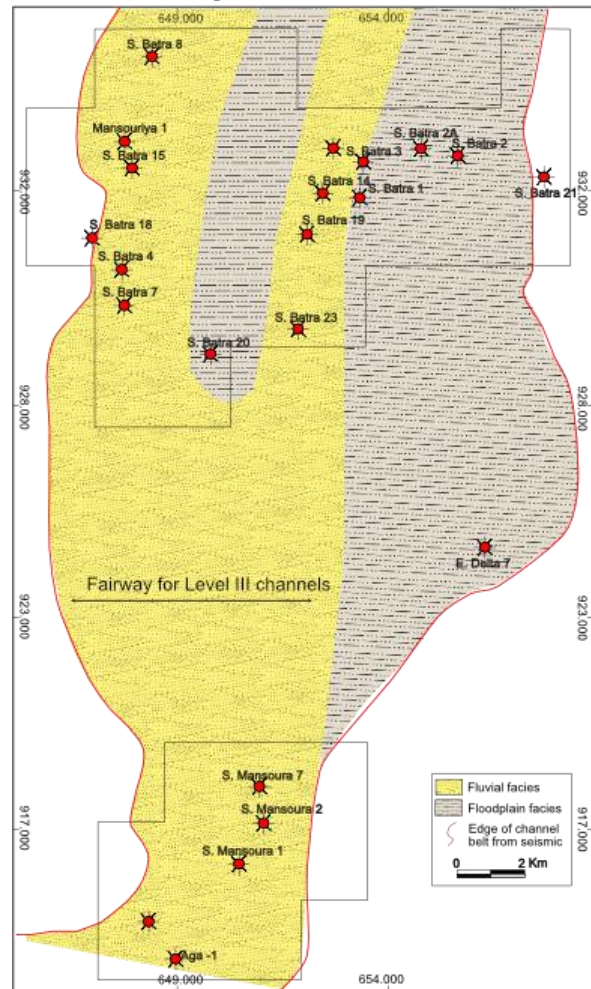 649.000
654.000
S. Batra 8
Mansouriya 1
S. Batra 2A
S. Batra 2
S. Batra 3
S. Batra 15
S. Batra 21
S. Batra 14
S. Batra 1
932.000
932.000
S. Batra 18
S. Batra 19
S. Batra 4
S. Batra 7
S. Batra 23
S. Batra 20
928.000
928.000
E. Delta 7
Fairway for Level III channels
923.000
923.000
S. Mansoura 7
S. Mansoura 2
917.000
917.000
S. Mansoura 1
Aga -1
Fluvial facies
Floodplain facies
Edge of channel
belt from seismic
0 2 Km
649.000
654.000